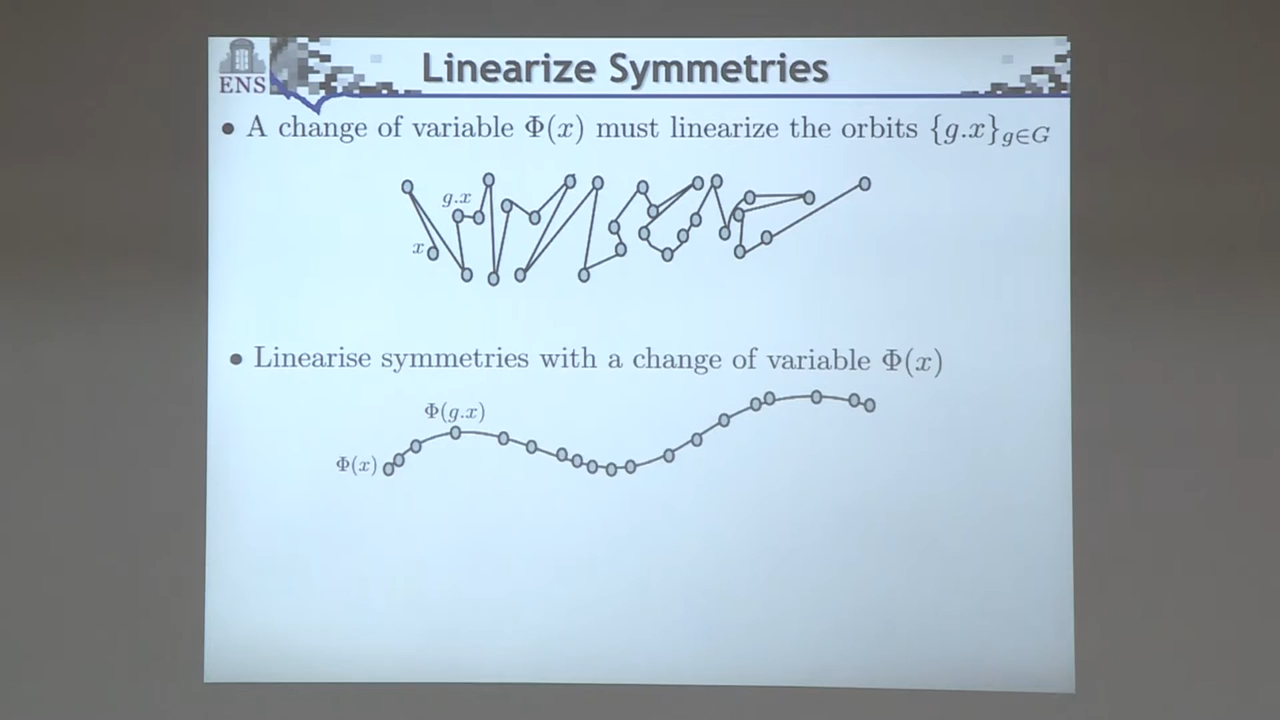 Linearize Symmetries
ENS
• A change of variable Φ(x) must linearize the orbits {g.x}g∈G
g.x
x
• Linearise symmetries with a change of variable Φ(x)
Φ(g.x)
Φ(x)